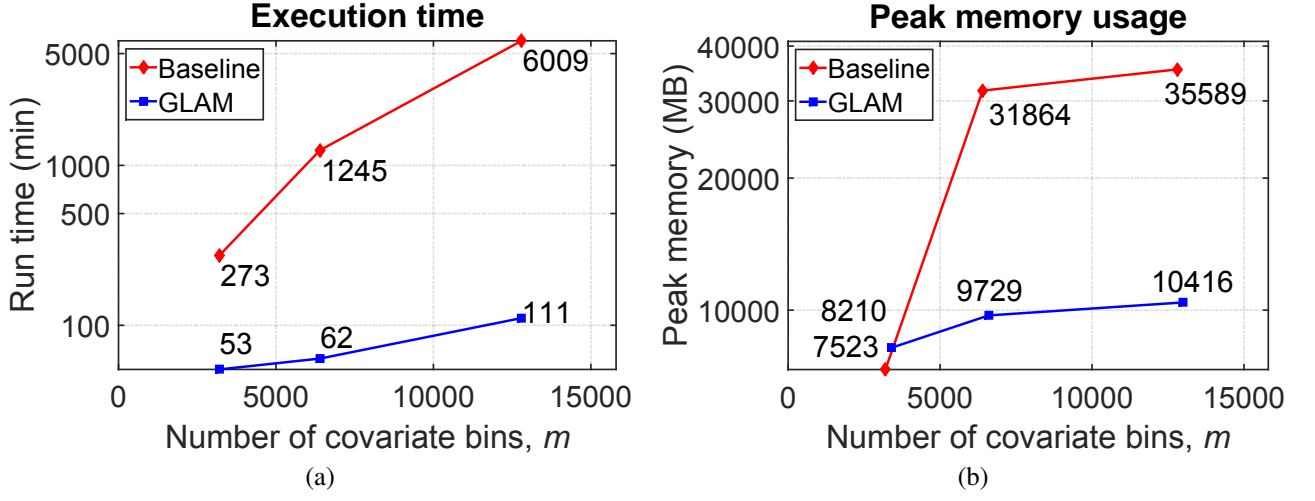 Execution time
Run time (min)
5000
1000
500
100
Baseline
GLAM
6009
1245
273
53
62
111
0
5000
10000
15000
Number of covariate bins, m
(a)
Peak memory usage
Peak memory (MB)
40000
30000
20000
10000
Baseline
GLAM
31864
35589
8210
7523
9729
10416
0
5000
10000
15000
Number of covariate bins, m
(b)